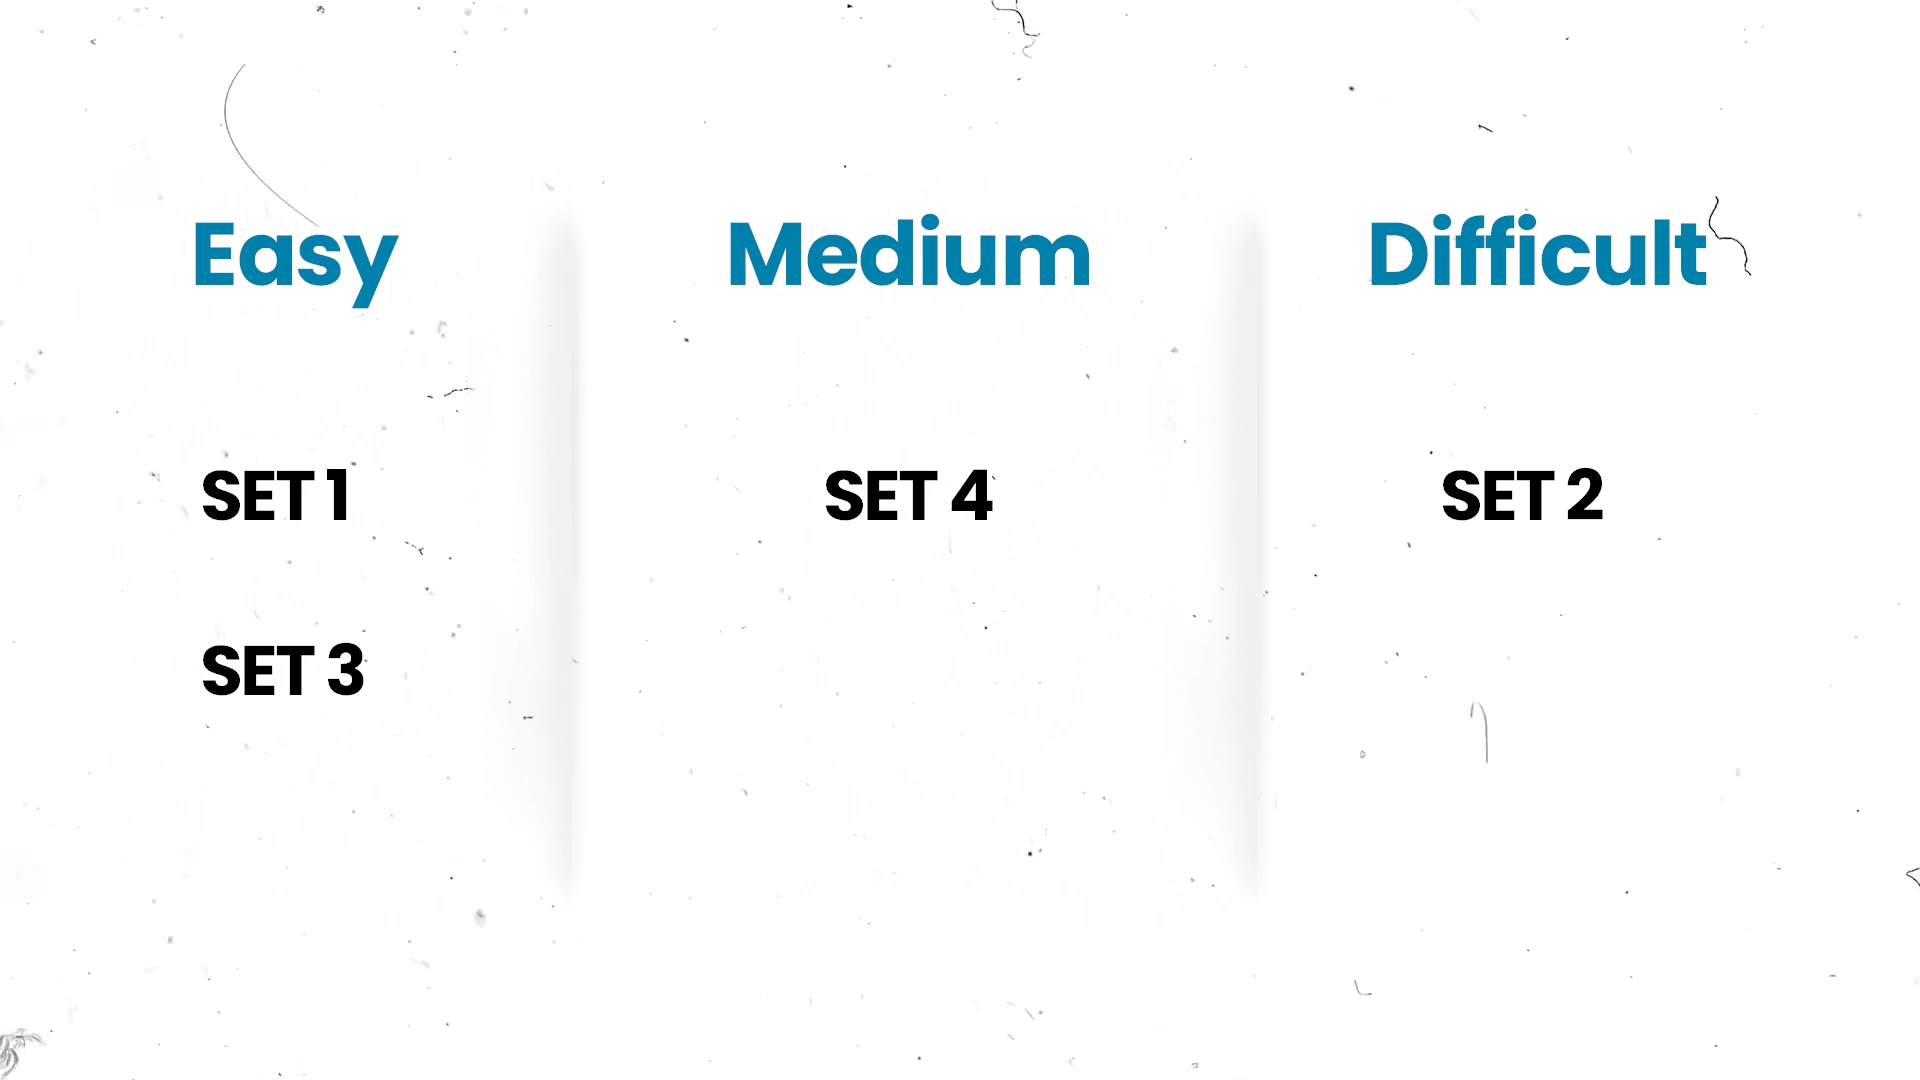 Easy
SET 1
SET 3
Medium
SET 4
Difficult
SET 2